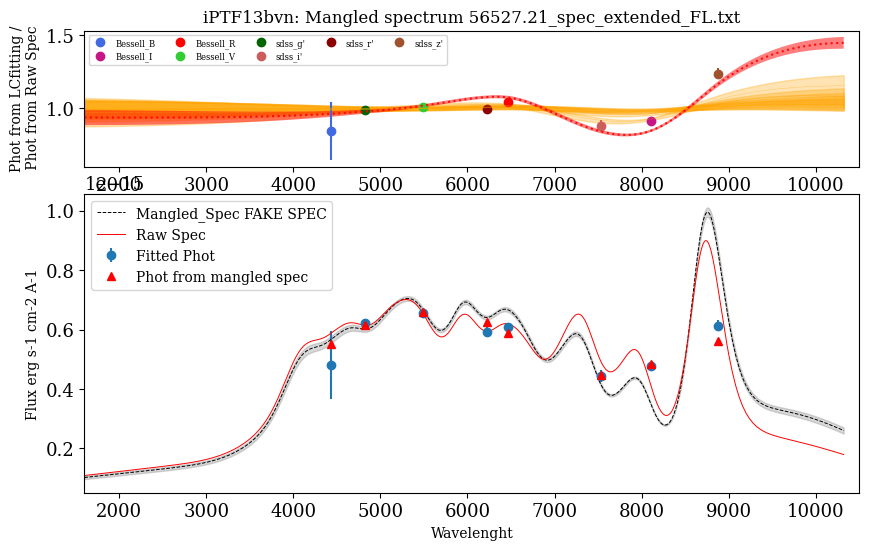 iPTF13bvn: Mangled spectrum 56527.21_spec_extended_FL.txt
Phot from LCfitting /
Phot from Raw Spec
1.5
1.0
Bessell_B
Bessell_I
Bessell_R
Bessell_V
sdss_g'
sdss_i'
sdss_r'
sdss_z'
2000 3000 4000 5000 6000 7000 8000 9000 10000
Flux erg s-1 cm-2 A-1
1.0
0.8
0.6
0.4
0.2
Mangled_Spec FAKE SPEC
Raw Spec
Fitted Phot
Phot from mangled spec
2000 3000 4000 5000 6000 7000 8000 9000 10000
Wavelenght